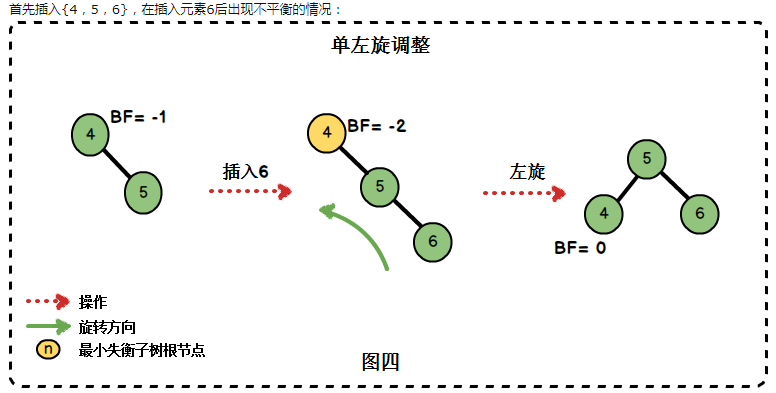 首先插入{4，5，6}，在插入元素6后出现不平衡的情况：
单左旋调整
BF= -1
4
5
插入6
4
BF= -2
5
6
左旋
5
4
6
BF= 0
操作
旋转方向
n
最小失衡子树根节点
图四